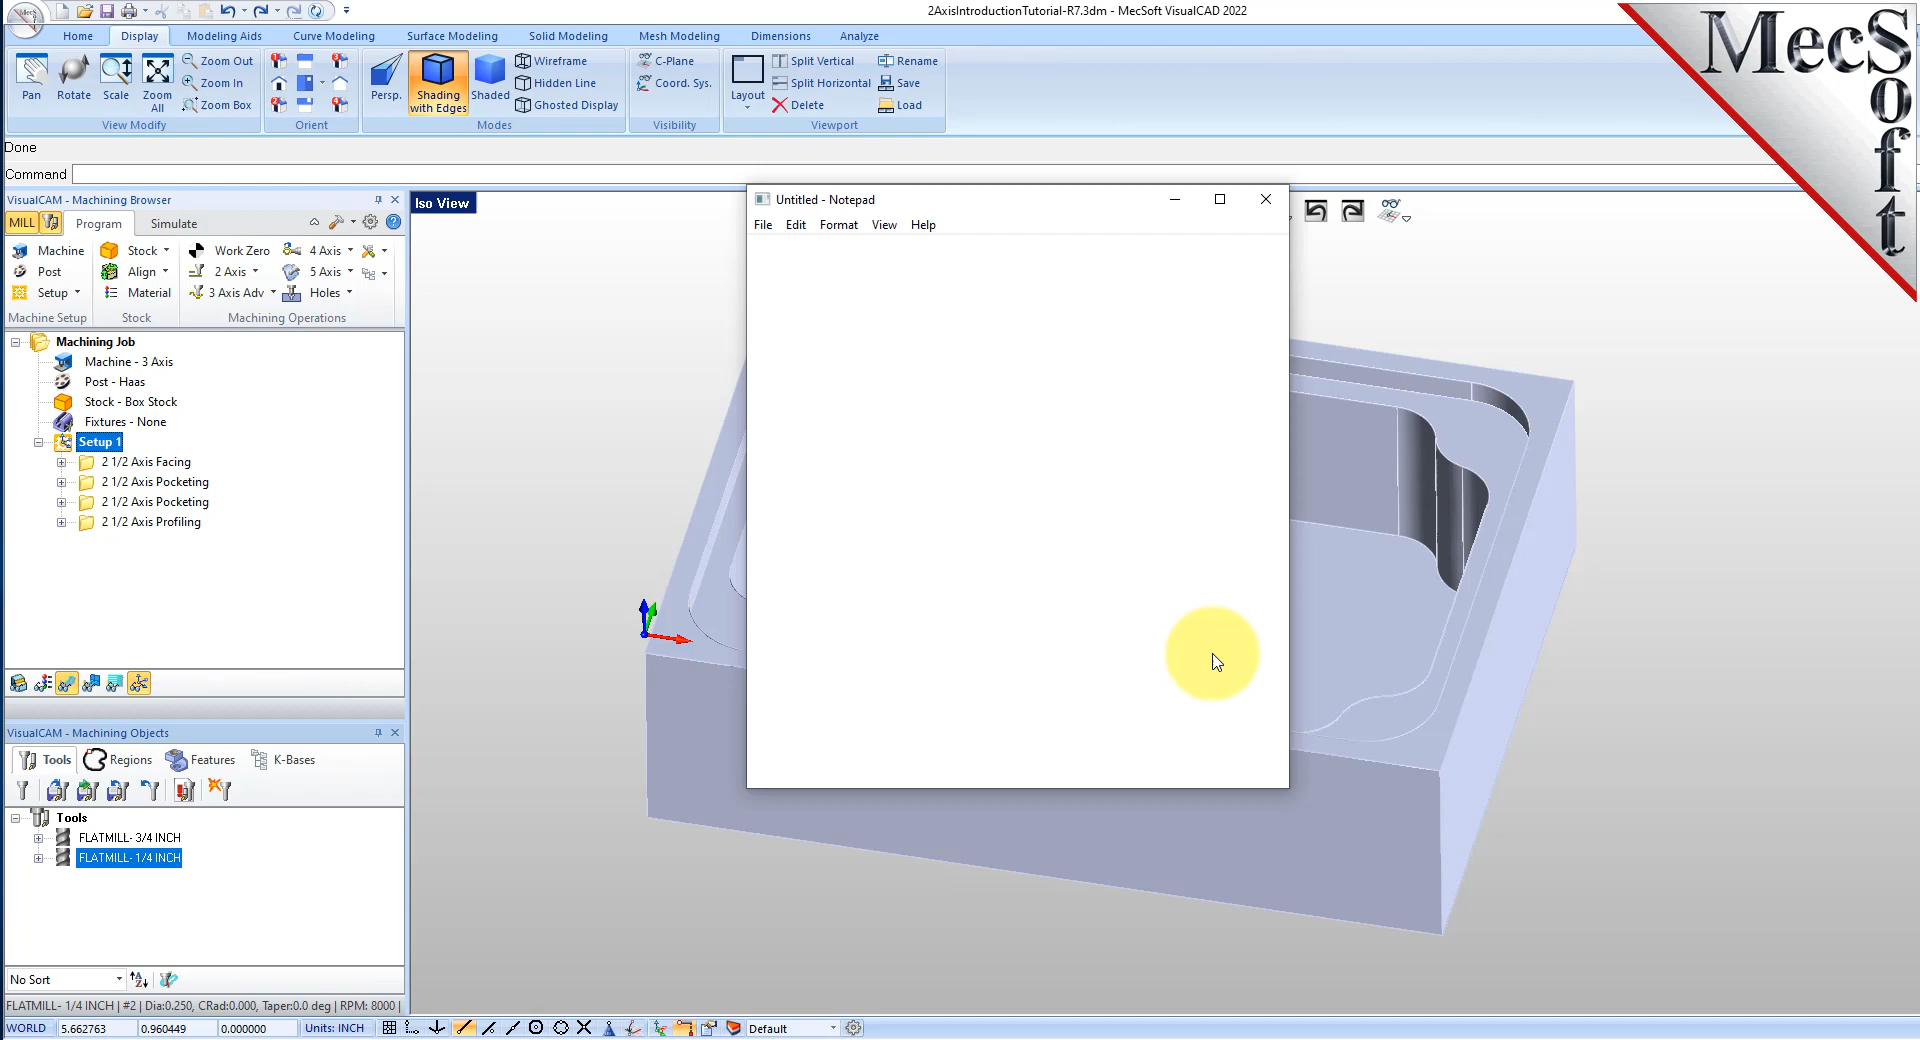 2AxisIntroductionTutorial-R7.3dm - MecSoft VisualCAD 2022
Home Display Modeling Aids Curve Modeling Surface Modeling Solid Modeling Mesh Modeling Dimensions Analyze
Pan Rotate Scale Zoom All Zoom Out Zoom In Zoom Box
Persp. Shading with Edges Shaded Wireframe Hidden Line Ghosted Display
C-Plane Coord. Sys.
Layout Split Vertical Split Horizontal Delete Rename Save Load
View Modify Orient Modes Visibility Viewport
MecSoft
Done
Command
VisualCAM - Machining Browser
MILL Program Simulate
Machine Stock Work Zero 4 Axis
Post Align 2 Axis 5 Axis
Setup Material 3 Axis Adv Holes
Machine Setup Stock Machining Operations
Machining Job
Machine - 3 Axis
Post - Haas
Stock - Box Stock
Fixtures - None
Setup 1
2 1/2 Axis Facing
2 1/2 Axis Pocketing
2 1/2 Axis Pocketing
2 1/2 Axis Profiling
Iso View
Untitled - Notepad
File Edit Format View Help
VisualCAM - Machining Objects
Tools Regions Features K-Bases
Tools
FLATMILL- 3/4 INCH
FLATMILL- 1/4 INCH
No Sort
FLATMILL- 1/4 INCH | #2 | Dia:0.250, CRad:0.000, Taper:0.0 deg | RPM: 8000 |
WORLD 5.662763 0.960449 0.000000 Units: INCH Default